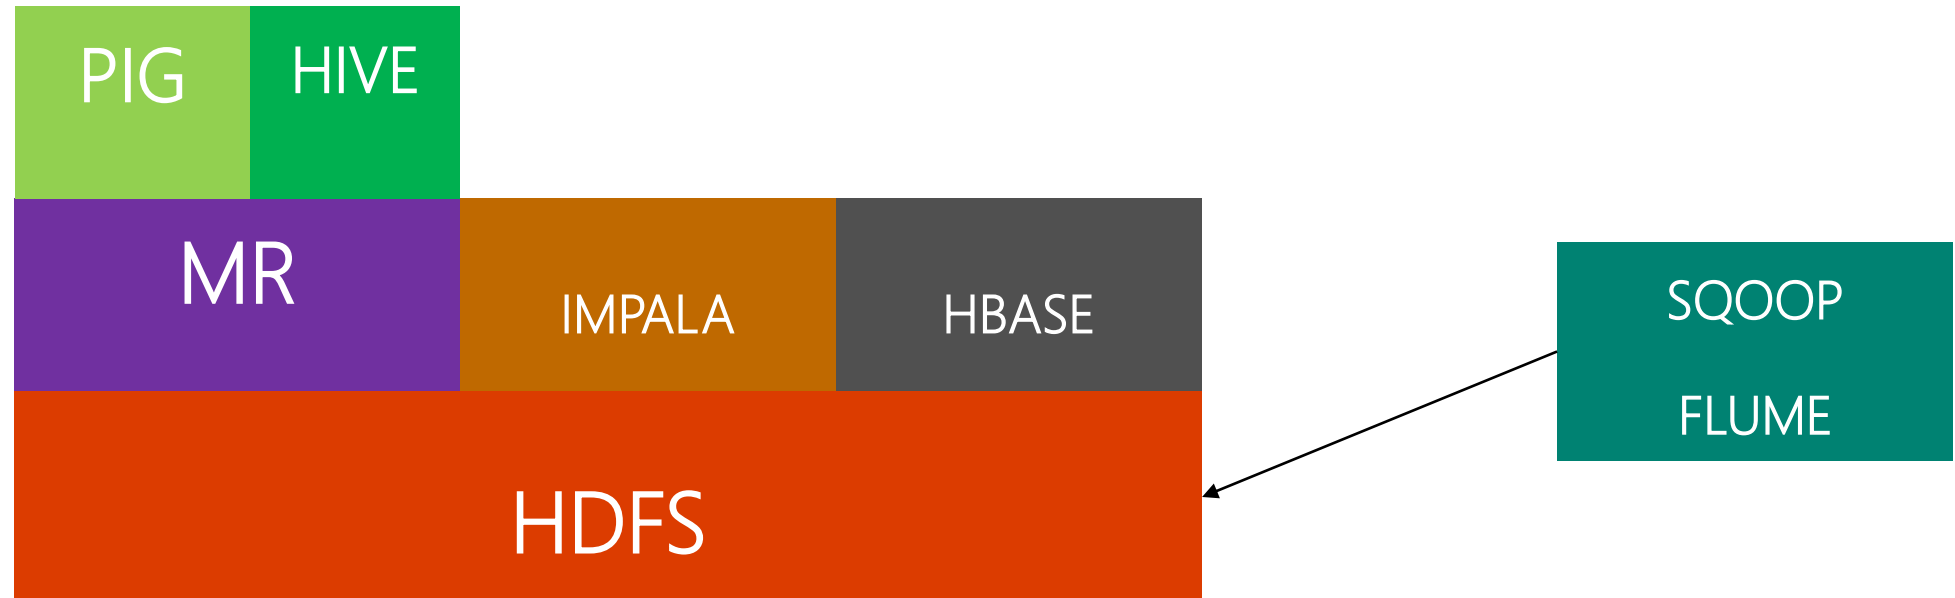 PIG
HIVE
MR
IMPALA
HBASE
SQOOP
FLUME
HDFS